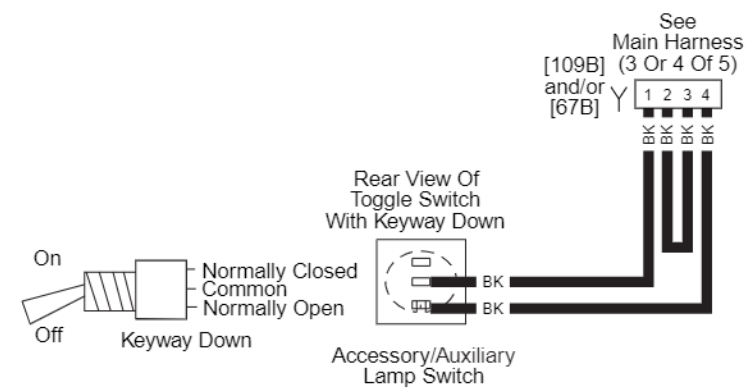 See
Main Harness
(3 Or 4 Of 5)
[109B]
and/or
[67B]
1 2 3 4
BK BK BK BK
Rear View Of
Toggle Switch
With Keyway Down
On
Off
Normally Closed
Common
Normally Open
Keyway Down
BK
BK
Accessory/Auxiliary
Lamp Switch